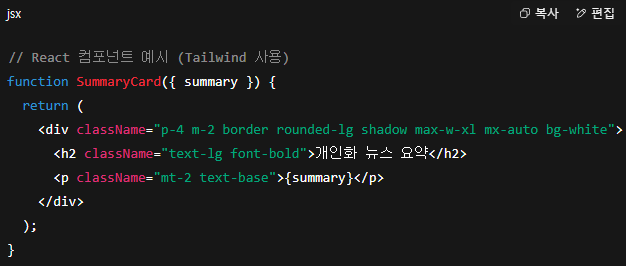 jsx 복사 편집
// React 컴포넌트 예시 (Tailwind 사용)
function SummaryCard({ summary }) {
return (
<div className="p-4 m-2 border rounded-lg shadow max-w-xl mx-auto bg-white">
<h2 className="text-lg font-bold">개인화 뉴스 요약</h2>
<p className="mt-2 text-base">{summary}</p>
</div>
);
}